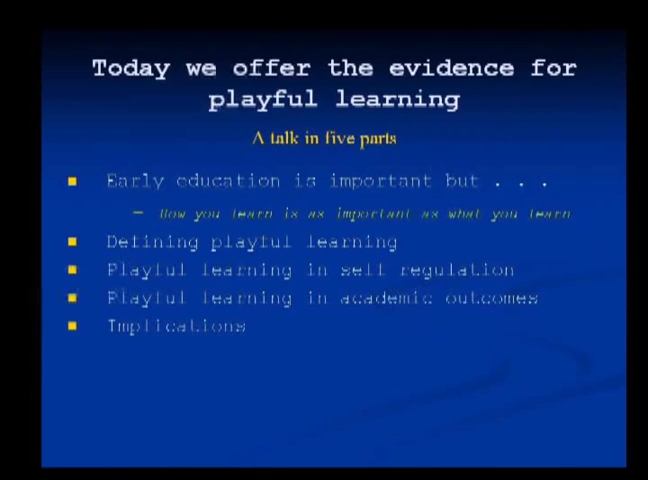 Today we offer the evidence for
playful learning
A talk in five parts
Early education is important but . . .
– How you learn is as important as what you learn
Defining playful learning
Playful learning in self regulation
Playful learning in academic outcomes
Implications